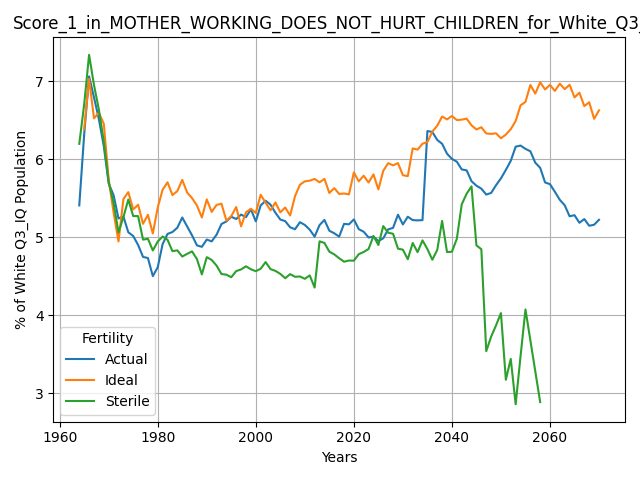 Score_1_in_MOTHER_WORKING_DOES_NOT_HURT_CHILDREN_for_White_Q3_
% of White Q3_IQ Population
7
6
5
4
3
Fertility
Actual
Ideal
Sterile
1960 1980 2000 2020 2040 2060
Years